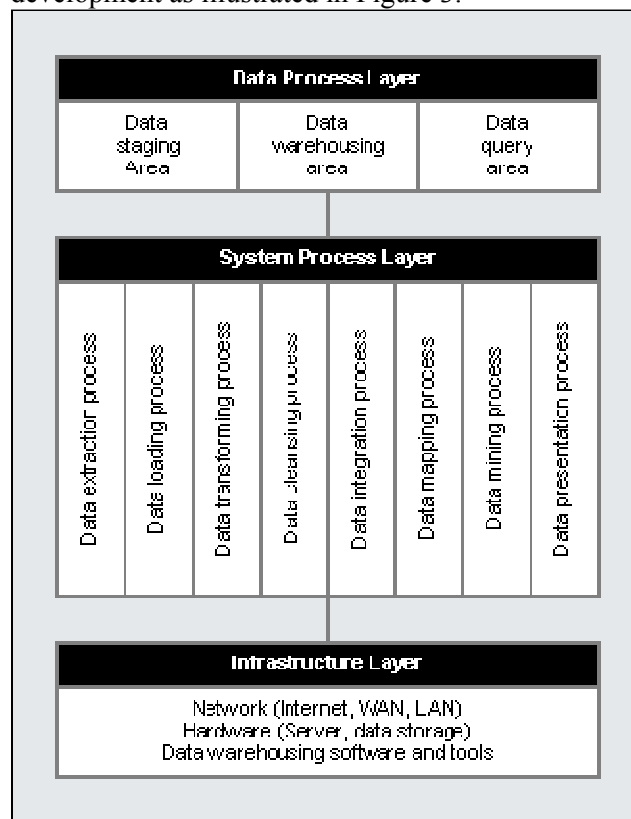 development as illustrated in Figure 3.
Data Process Layer
Data
staging
Area
Data
warehousing
area
Data
query
area
System Process Layer
Data extraction process
Data loading process
Data transforming process
Data cleansing process
Data integration process
Data mapping process
Data mining process
Data presentation process
Infrastructure Layer
Network (Internet, WAN, LAN)
Hardware (Server, data storage)
Data warehousing software and tools